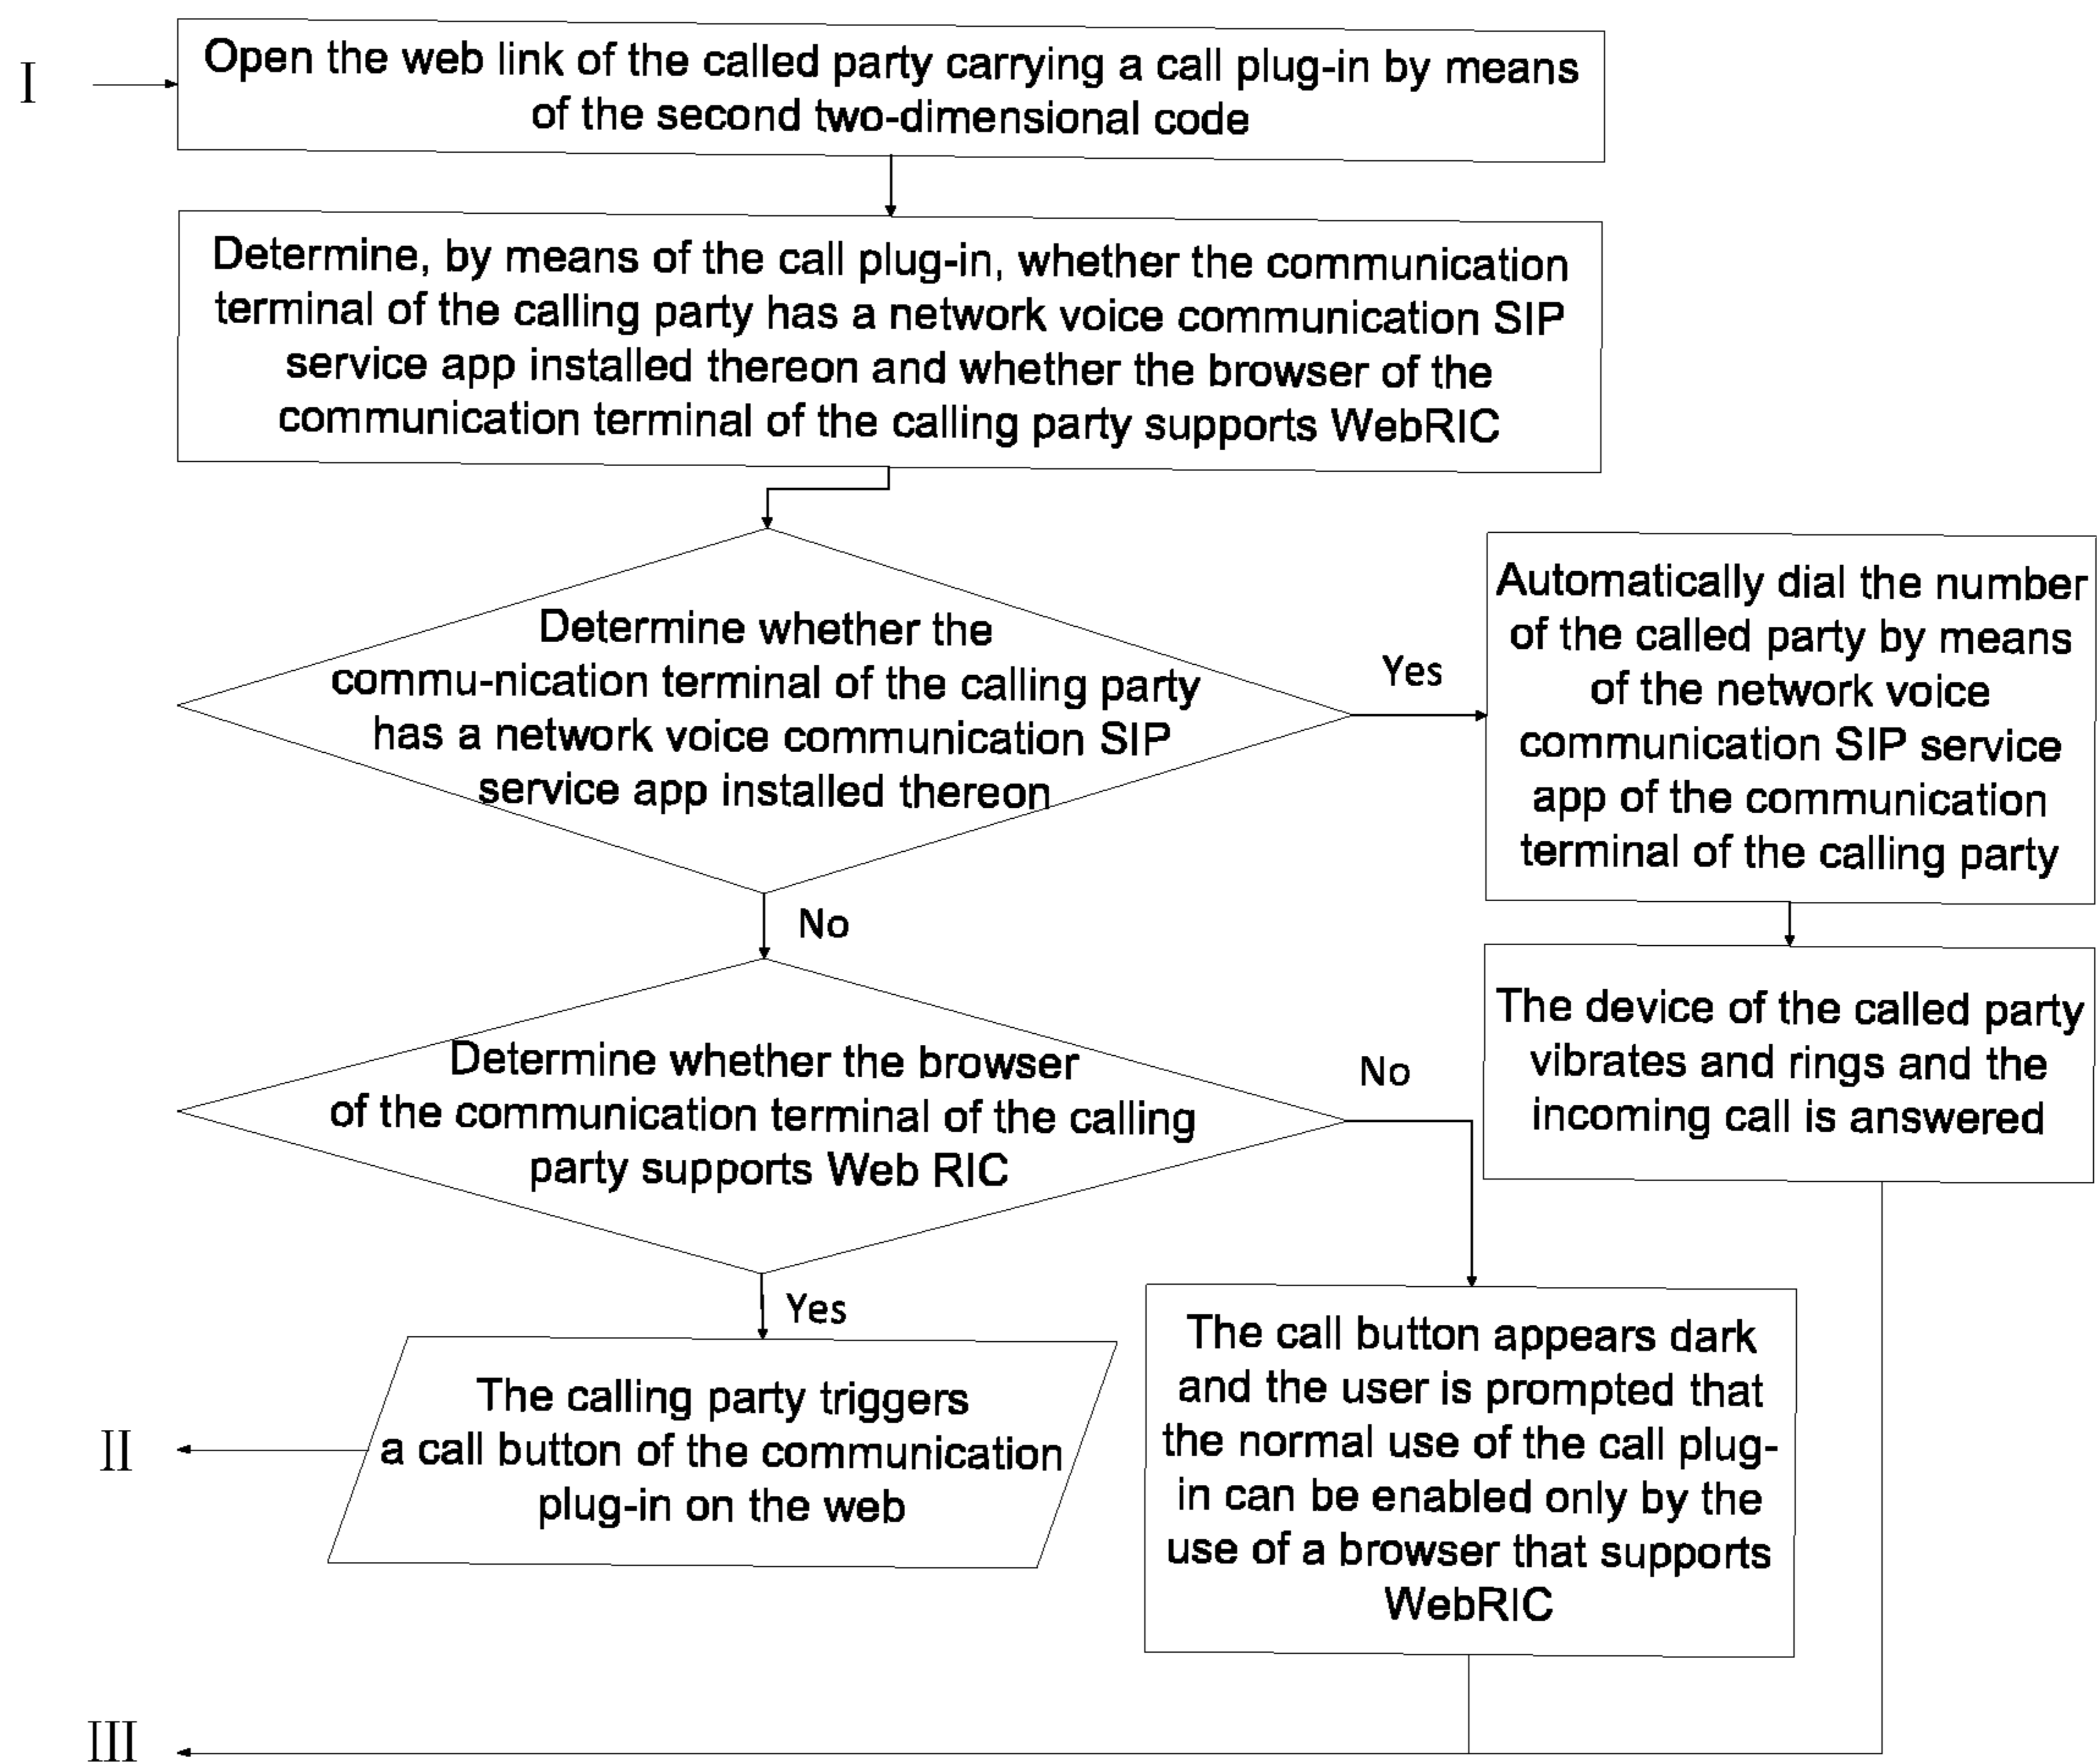 I
Open the web link of the called party carrying a call plug-in by means
of the second two-dimensional code
Determine, by means of the call plug-in, whether the communication
terminal of the calling party has a network voice communication SIP
service app installed thereon and whether the browser of the
communication terminal of the calling party supports WebRIC
Determine whether the
commu-nication terminal of the calling party
has a network voice communication SIP
service app installed thereon
Yes
Automatically dial the number
of the called party by means
of the network voice
communication SIP service
app of the communication
terminal of the calling party
No
The device of the called party
vibrates and rings and the
incoming call is answered
Determine whether the browser
of the communication terminal of the calling
party supports Web RIC
No
Yes
The calling party triggers
a call button of the communication
plug-in on the web
II
The call button appears dark
and the user is prompted that
the normal use of the call plug-
in can be enabled only by the
use of a browser that supports
WebRIC
III